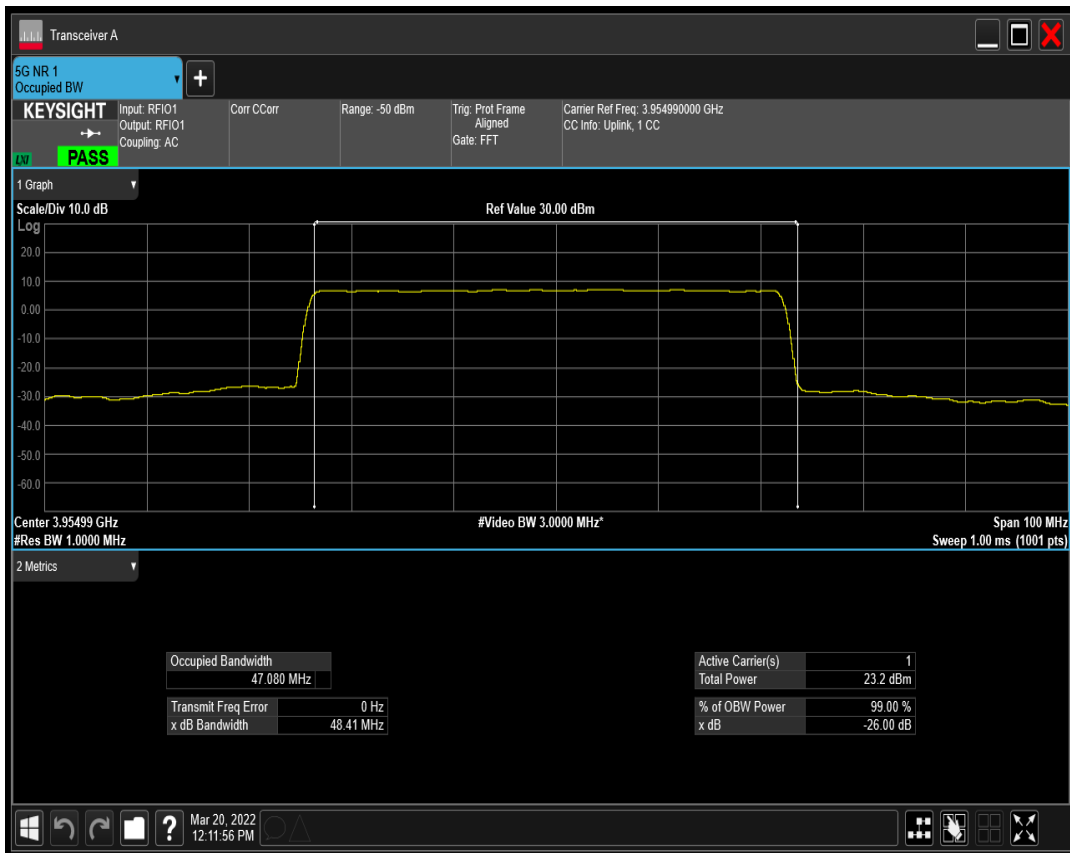 Transceiver A
5G NR 1
Occupied BW
KEYSIGHT
LXI
PASS
Input: RFIO1
Output: RFIO1
Coupling: AC
Corr CCorr
Range: -50 dBm
Trig: Prot Frame
Aligned
Gate: FFT
Carrier Ref Freq: 3.954990000 GHz
CC Info: Uplink, 1 CC
1 Graph
Scale/Div 10.0 dB
Ref Value 30.00 dBm
Log
20.0
10.0
0.00
-10.0
-20.0
-30.0
-40.0
-50.0
-60.0
Center 3.95499 GHz
#Video BW 3.0000 MHz*
Span 100 MHz
#Res BW 1.0000 MHz
Sweep 1.00 ms (1001 pts)
2 Metrics
Occupied Bandwidth
47.080 MHz
Transmit Freq Error 0 Hz
x dB Bandwidth 48.41 MHz
Active Carrier(s) 1
Total Power 23.2 dBm
% of OBW Power 99.00 %
x dB -26.00 dB
Mar 20, 2022
12:11:56 PM